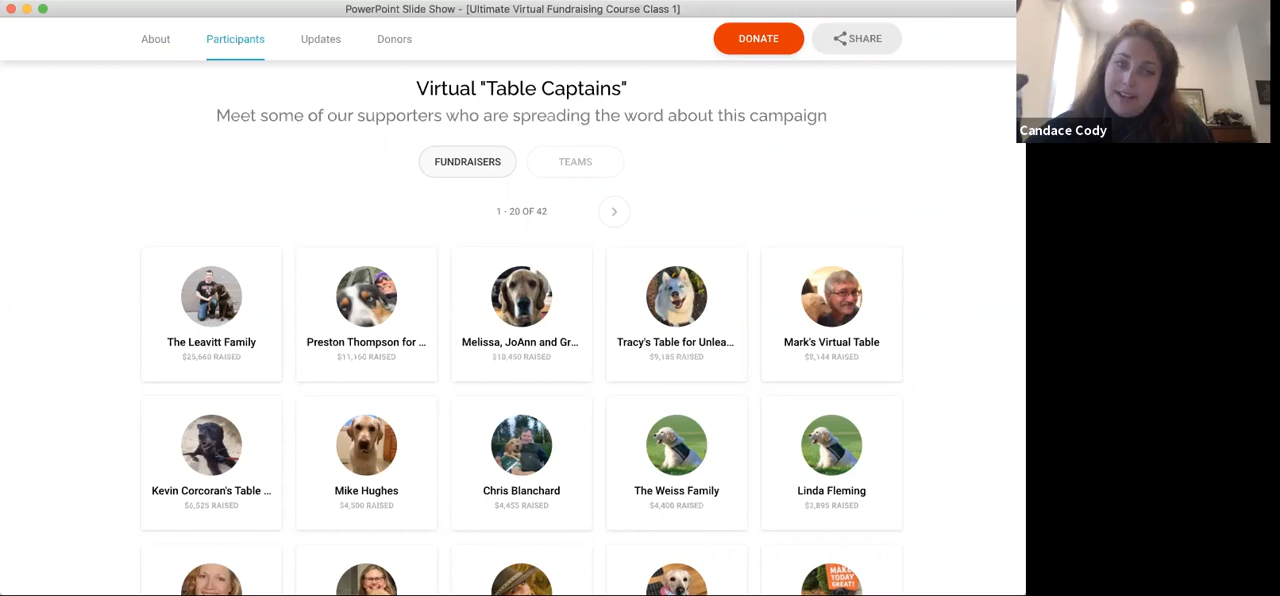 PowerPoint Slide Show - [Ultimate Virtual Fundraising Course Class 1]
About
Participants
Updates
Donors
DONATE
SHARE
Candace Cody
Virtual "Table Captains"
Meet some of our supporters who are spreading the word about this campaign
FUNDRAISERS
TEAMS
1 - 20 OF 42
The Leavitt Family
$25,660 RAISED
Preston Thompson for ...
$11,160 RAISED
Melissa, JoAnn and Gr...
$10,450 RAISED
Tracy's Table for Unlea...
$9,185 RAISED
Mark's Virtual Table
$8,144 RAISED
Kevin Corcoran's Table ...
$6,525 RAISED
Mike Hughes
$4,500 RAISED
Chris Blanchard
$4,455 RAISED
The Weiss Family
$4,400 RAISED
Linda Fleming
$3,895 RAISED
MAKE
TODAY
GREAT!